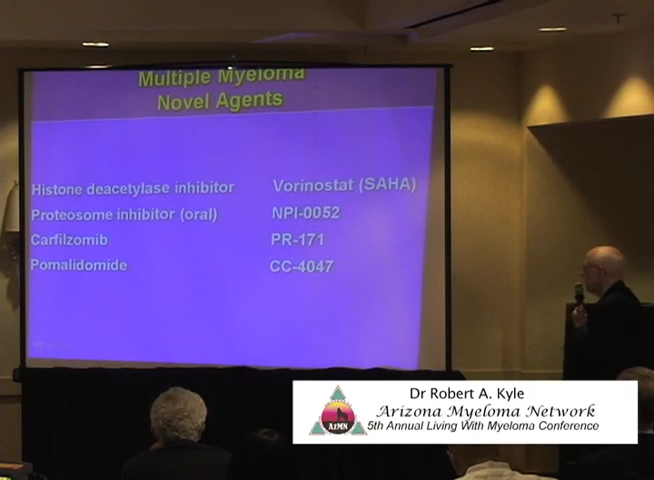 Multiple Myeloma
Novel Agents
Histone deacetylase inhibitor Vorinostat (SAHA)
Proteosome inhibitor (oral) NPI-0052
Carfilzomib PR-171
Pomalidomide CC-4047
Dr Robert A. Kyle
Arizona Myeloma Network
5th Annual Living With Myeloma Conference
AzMN